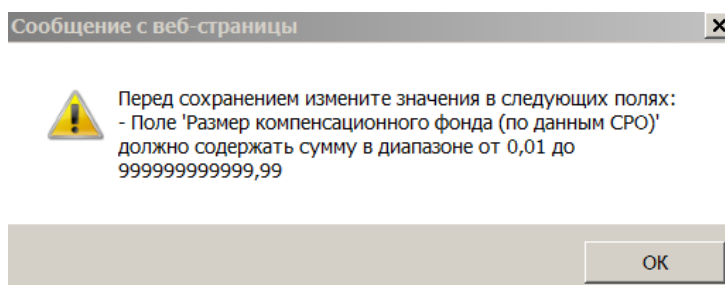 Сообщение с веб-страницы
Перед сохранением измените значения в следующих полях:
- Поле 'Размер компенсационного фонда (по данным СРО)'
должно содержать сумму в диапазоне от 0,01 до
999999999999,99
ОК